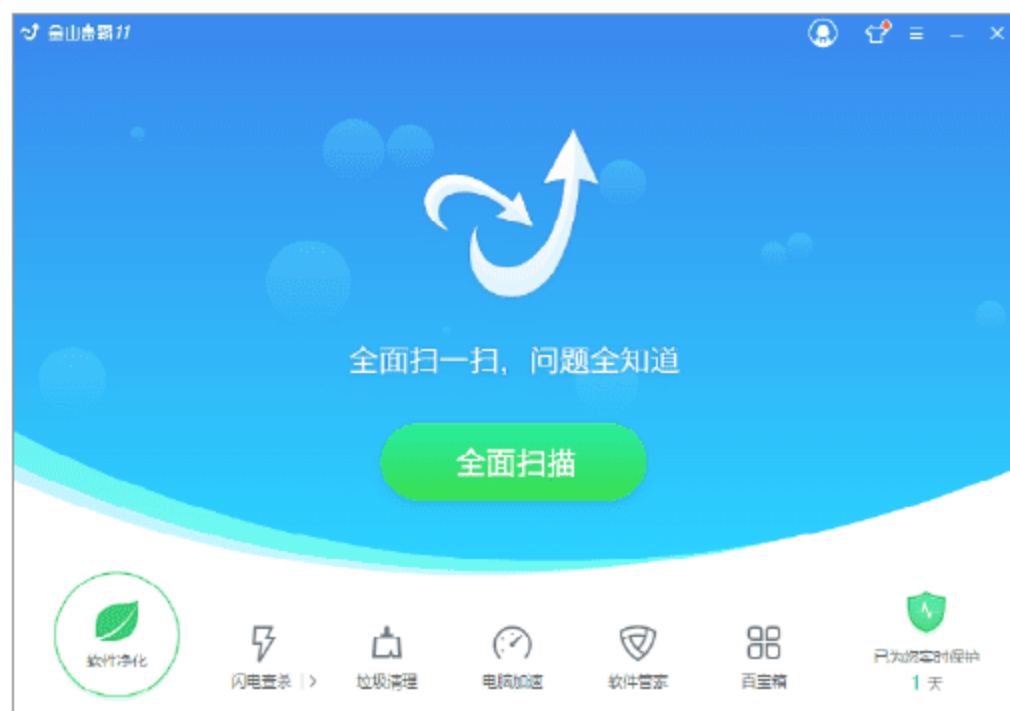 金山毒霸11
全面扫一扫，问题全知道
全面扫描
软件净化
闪电查杀
垃圾清理
电脑加速
软件管家
百宝箱
已为您实时保护
1 天